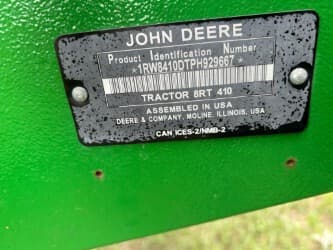 JOHN DEERE
Product Identification Number
*1RW8410DTPH929667*
TRACTOR 8RT 410
ASSEMBLED IN USA
DEERE & COMPANY, MOLINE, ILLINOIS, USA
CAN ICES-2/NMB-2